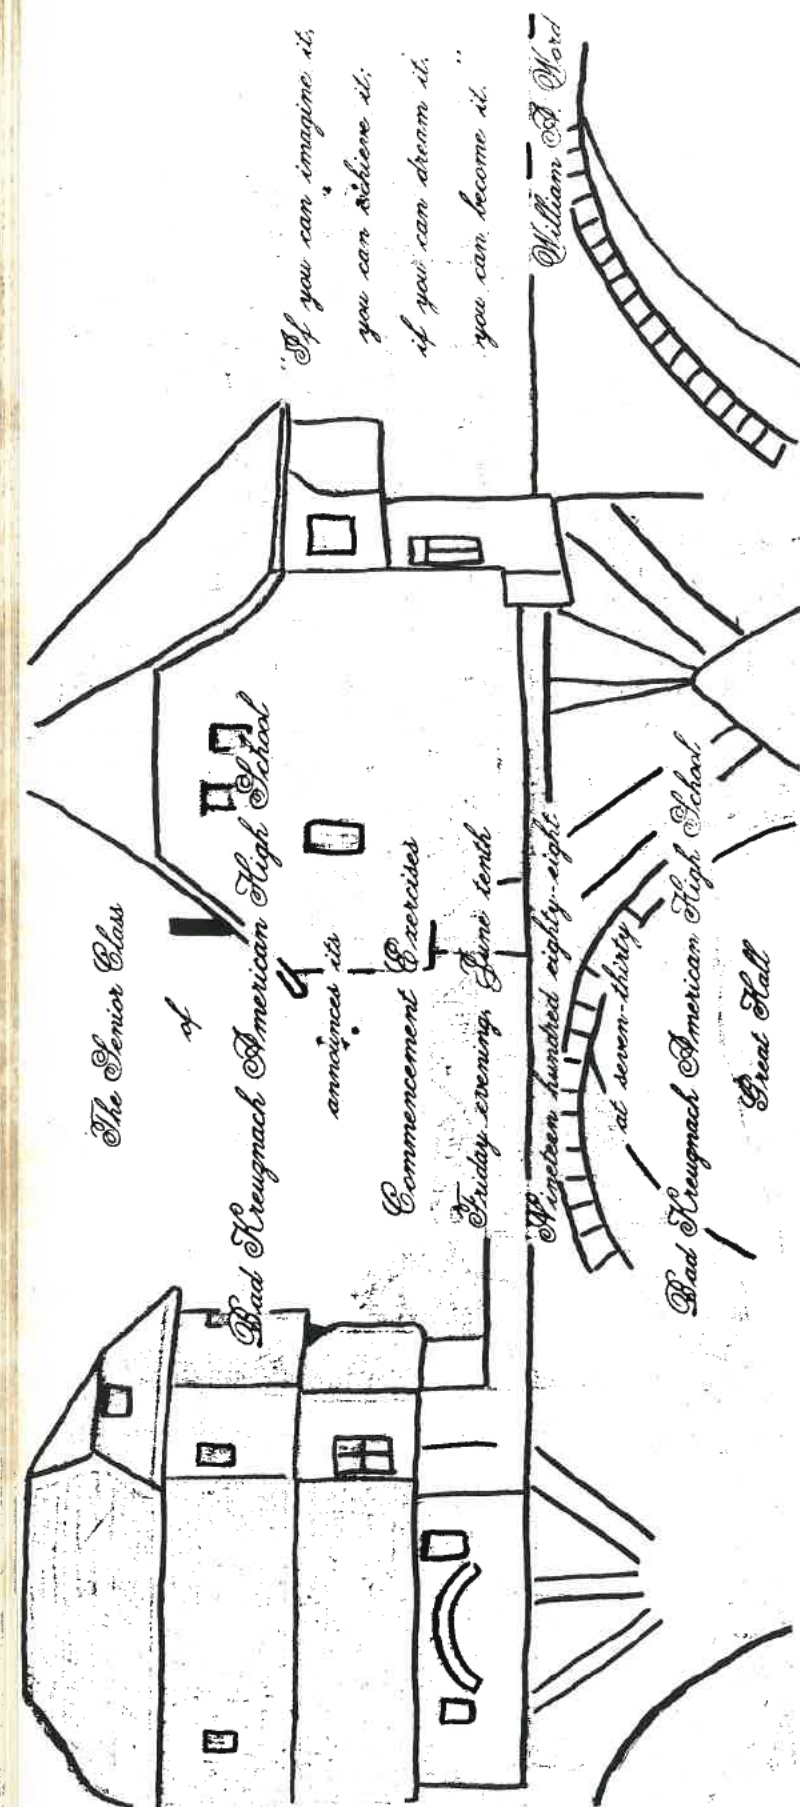 The Senior Class
of
Bad Kreugnach American High School
announces its
Commencement Exercises
Friday evening, June tenth
Nineteen hundred eighty-eight
at seven-thirty
Bad Kreugnach American High School
Great Hall
"If you can imagine it,
you can achieve it;
if you can dream it,
you can become it."
William A. Word